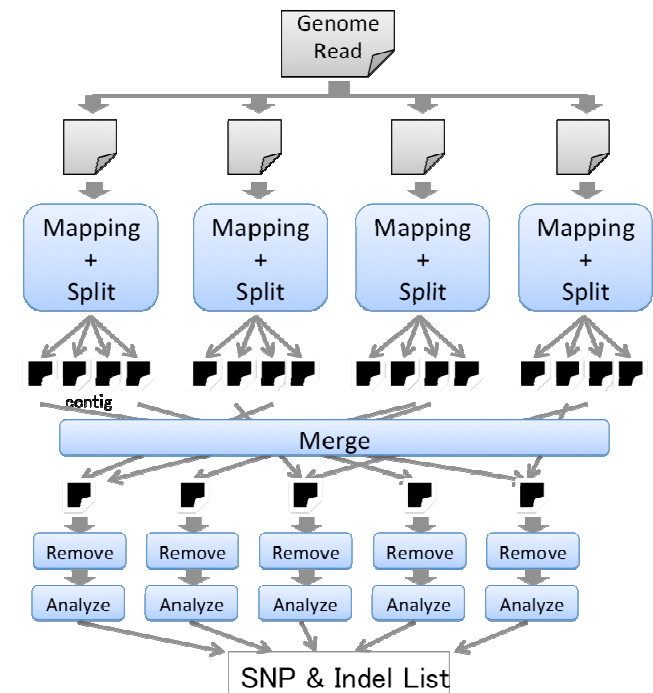 Genome
Read
Mapping
+
Split
Mapping
+
Split
Mapping
+
Split
Mapping
+
Split
contig
Merge
Remove
Remove
Remove
Remove
Remove
Analyze
Analyze
Analyze
Analyze
Analyze
SNP & Indel List